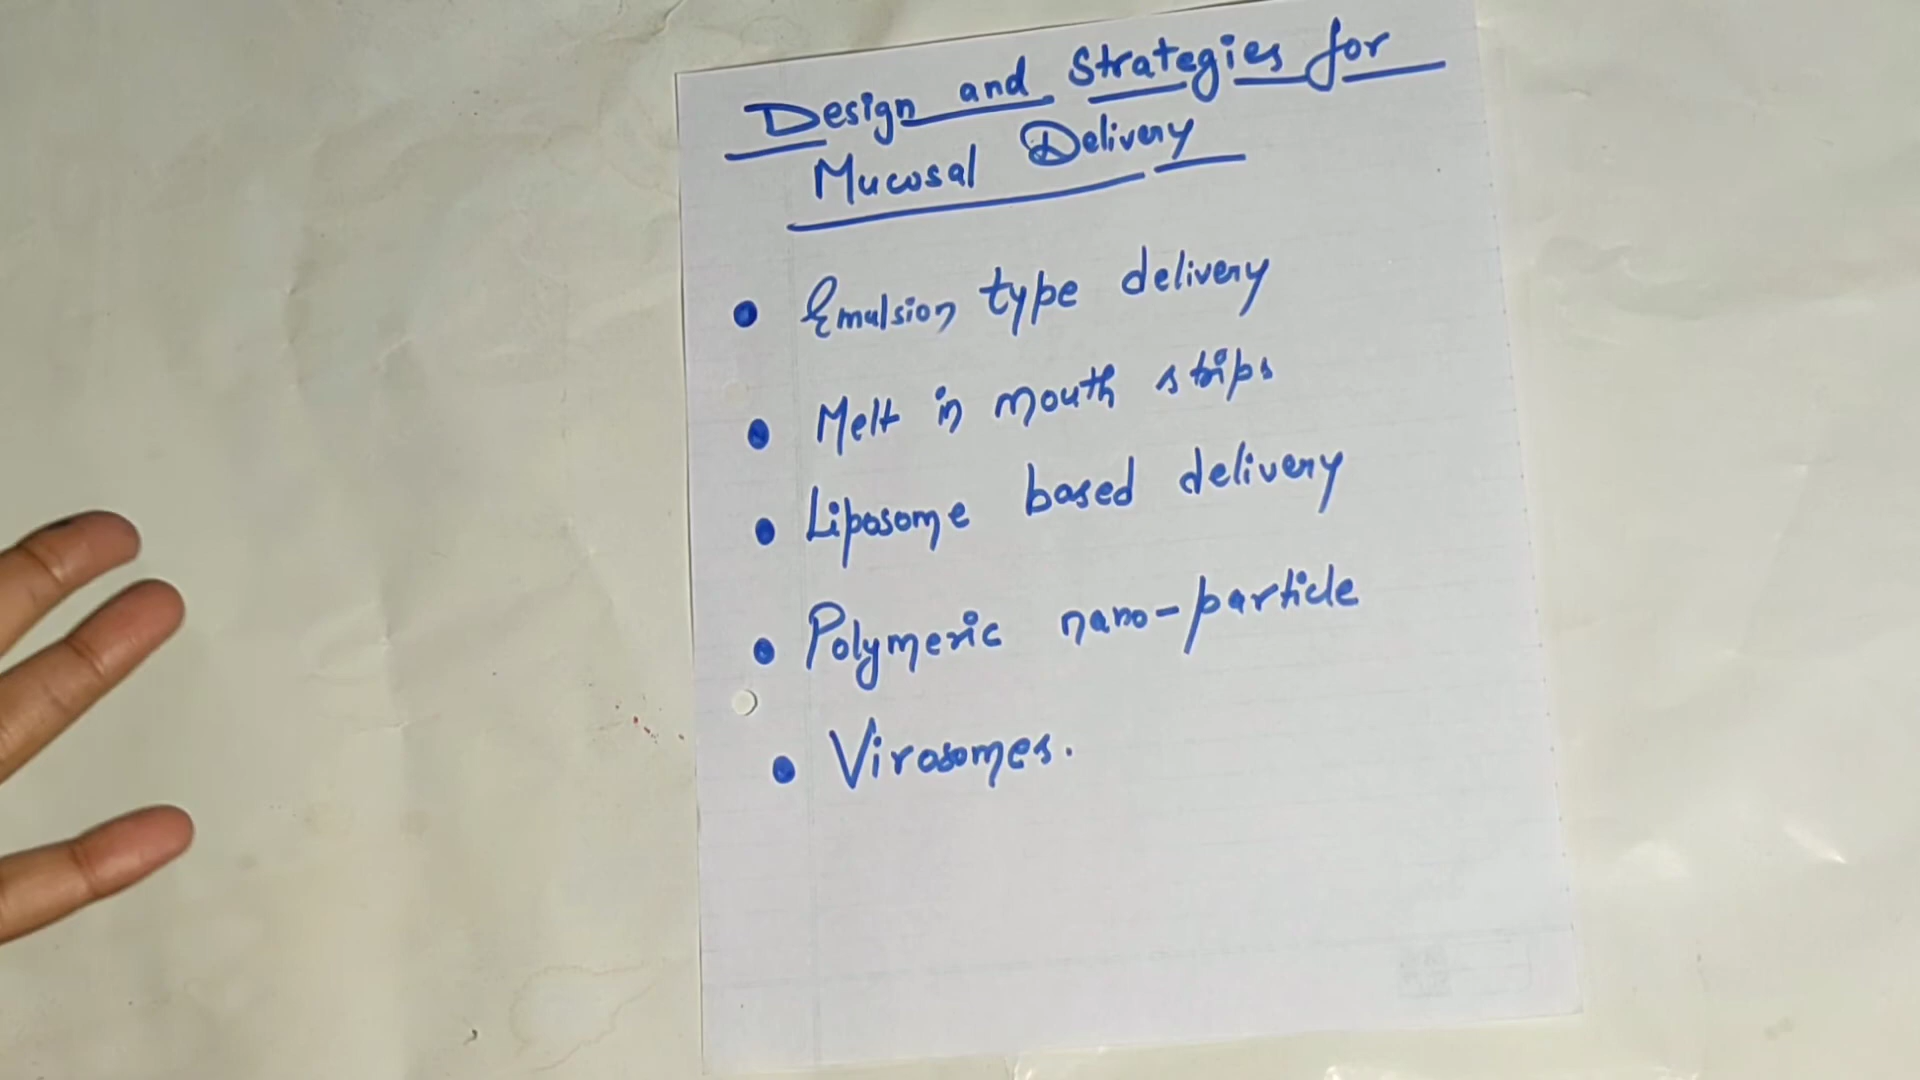 Design and Strategies for
Mucosal Delivery
• Emulsion type delivery
• Melt in mouth strips
• Liposome based delivery
• Polymeric nano-particle
• Virosomes.